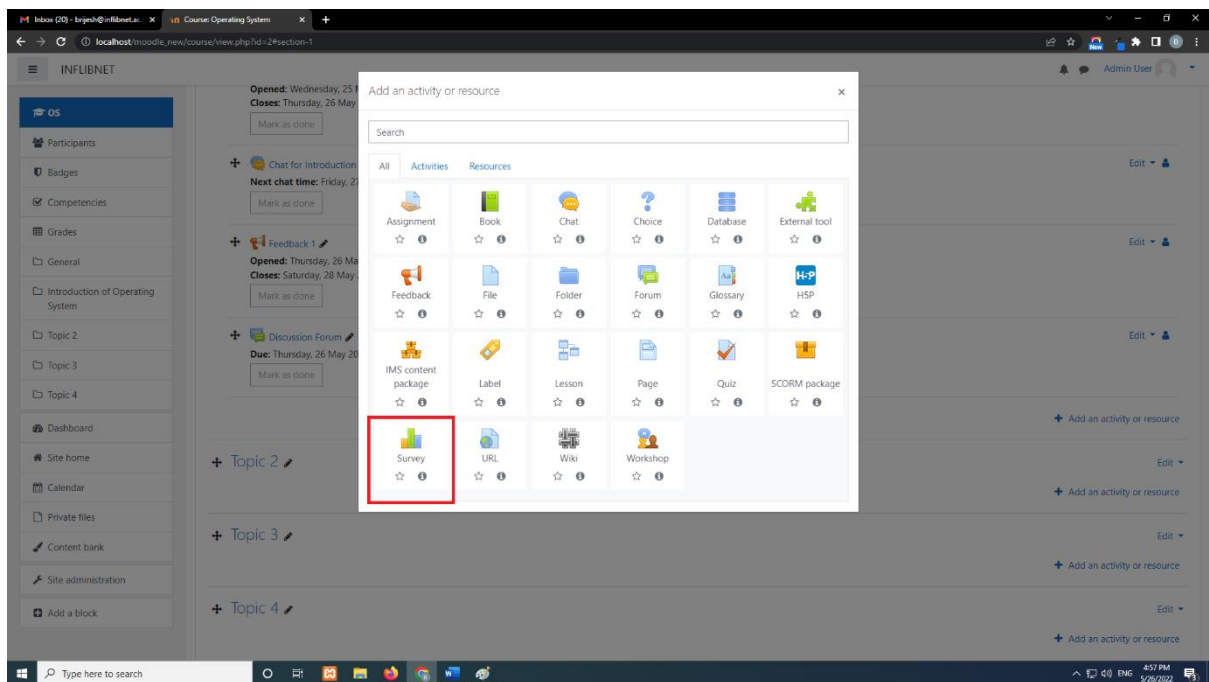 Inbox (20) - brijesh@inflibnet.ac.
Course: Operating System
localhost/moodle_new/course/view.php?id=2#section-1
New
B
INFLIBNET
Admin User
OS
Participants
Badges
Competencies
Grades
General
Introduction of Operating
System
Topic 2
Topic 3
Topic 4
Dashboard
Site home
Calendar
Private files
Content bank
Site administration
Add a block
Opened: Wednesday, 25
Closes: Thursday, 26 May
Mark as done
Chat for Introduction
Next chat time: Friday, 27
Mark as done
Edit
Feedback 1
Opened: Thursday, 26 Ma
Closes: Saturday, 28 May
Mark as done
Edit
Discussion Forum
Due: Thursday, 26 May 20
Mark as done
Edit
+ Add an activity or resource
Topic 2
Edit
+ Add an activity or resource
Topic 3
Edit
+ Add an activity or resource
Topic 4
Edit
+ Add an activity or resource
Add an activity or resource
×
Search
All Activities Resources
Assignment Book Chat Choice Database External tool
Feedback File Folder Forum Glossary H5P
IMS content
package Label Lesson Page Quiz SCORM package
Survey URL Wiki Workshop
Type here to search
ENG
4:57 PM
5/26/2022